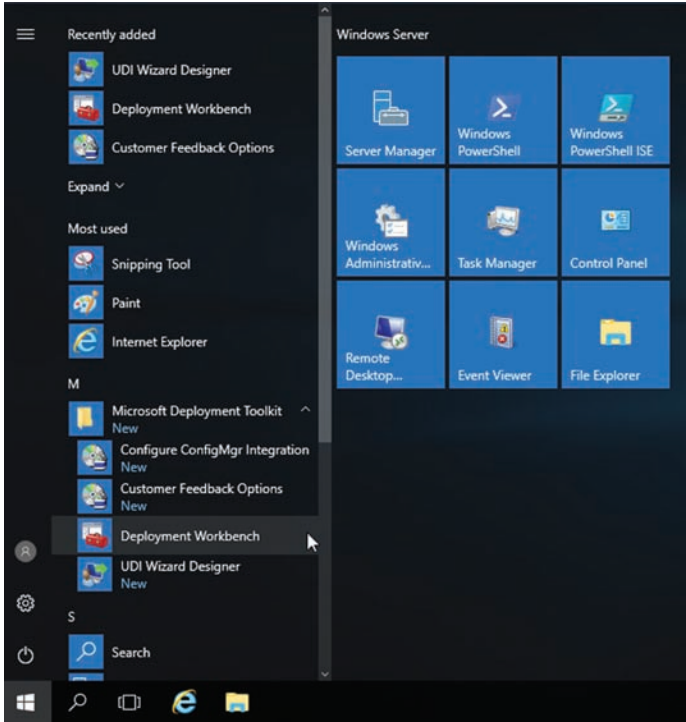 Recently added
UDI Wizard Designer
Deployment Workbench
Customer Feedback Options
Expand
Most used
Snipping Tool
Paint
Internet Explorer
M
Microsoft Deployment Toolkit
New
Configure ConfigMgr Integration
New
Customer Feedback Options
New
Deployment Workbench
UDI Wizard Designer
New
S
Search
Windows Server
Server Manager
Windows
PowerShell
Windows
PowerShell ISE
Windows
Administrativ...
Task Manager
Control Panel
Remote
Desktop...
Event Viewer
File Explorer